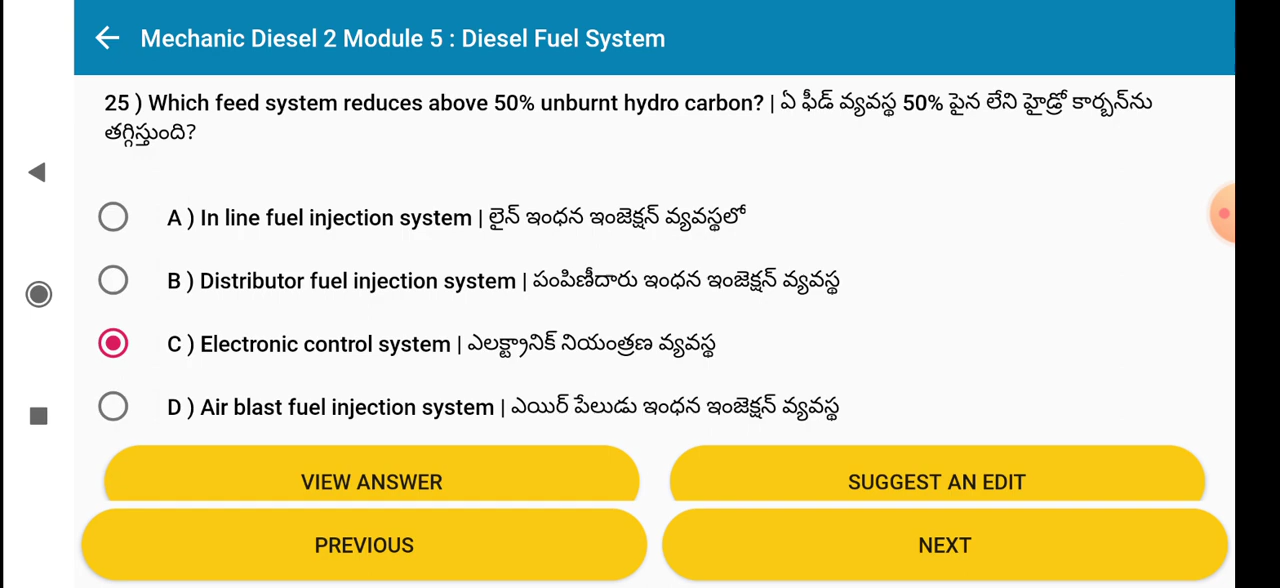 Mechanic Diesel 2 Module 5 : Diesel Fuel System
25 ) Which feed system reduces above 50% unburnt hydro carbon? | ఏ ఫీడ్ వ్యవస్థ 50% పైన లేని హైడ్రో కార్బన్‌ను
తగ్గిస్తుంది?
A ) In line fuel injection system | లైన్ ఇంధన ఇంజెక్షన్ వ్యవస్థలో
B ) Distributor fuel injection system | పంపిణీదారు ఇంధన ఇంజెక్షన్ వ్యవస్థ
C ) Electronic control system | ఎలక్ట్రానిక్ నియంత్రణ వ్యవస్థ
D ) Air blast fuel injection system | ఎయిర్ పేలుడు ఇంధన ఇంజెక్షన్ వ్యవస్థ
VIEW ANSWER
SUGGEST AN EDIT
PREVIOUS
NEXT